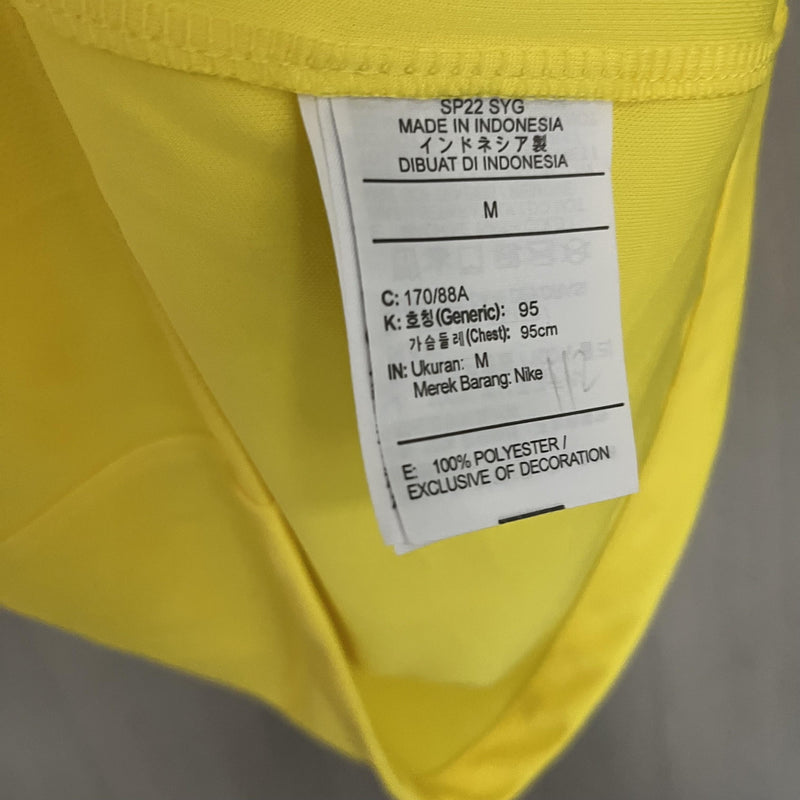 SP22 SYG
MADE IN INDONESIA
インドネシア製
DIBUAT DI INDONESIA
M
C: 170/88A
K: 호칭(Generic): 95
가슴둘레(Chest): 95cm
IN: Ukuran: M
Merek Barang: Nike
E: 100% POLYESTER /
EXCLUSIVE OF DECORATION